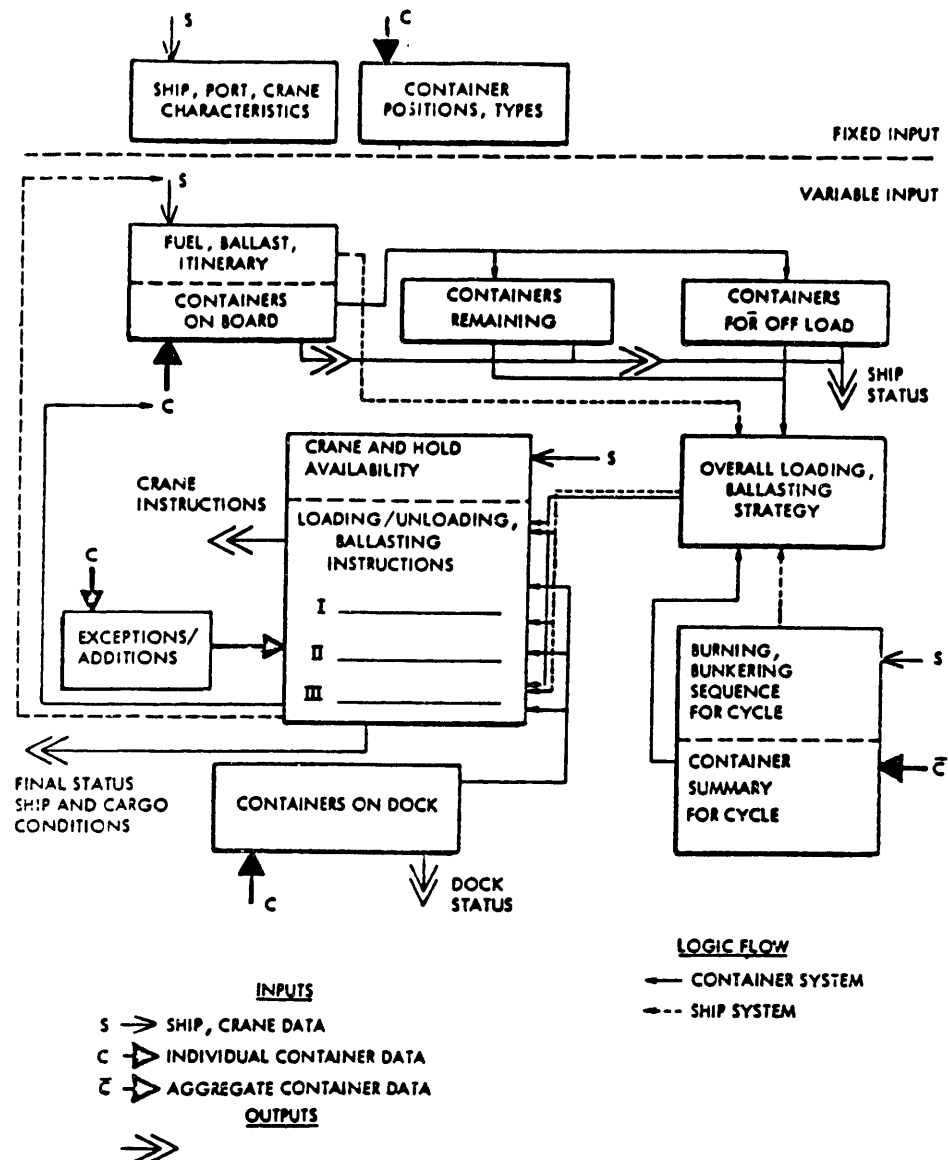 S
C
SHIP, PORT, CRANE
CHARACTERISTICS
CONTAINER
POSITIONS, TYPES
FIXED INPUT
VARIABLE INPUT
S
FUEL, BALLAST,
ITINERARY
CONTAINERS
ON BOARD
CONTAINERS
REMAINING
CONTAINERS
FOR OFF LOAD
SHIP
STATUS
C
CRANE AND HOLD
AVAILABILITY
S
OVERALL LOADING,
BALLASTING
STRATEGY
CRANE
INSTRUCTIONS
LOADING/UNLOADING,
BALLASTING
INSTRUCTIONS
C
I
EXCEPTIONS/
ADDITIONS
II
III
BURNING,
BUNKERING
SEQUENCE
FOR CYCLE
S
CONTAINER
SUMMARY
FOR CYCLE
C̄
FINAL STATUS
SHIP AND CARGO
CONDITIONS
CONTAINERS ON DOCK
C
DOCK
STATUS
LOGIC FLOW
CONTAINER SYSTEM
SHIP SYSTEM
INPUTS
S SHIP, CRANE DATA
C INDIVIDUAL CONTAINER DATA
C̄ AGGREGATE CONTAINER DATA
OUTPUTS